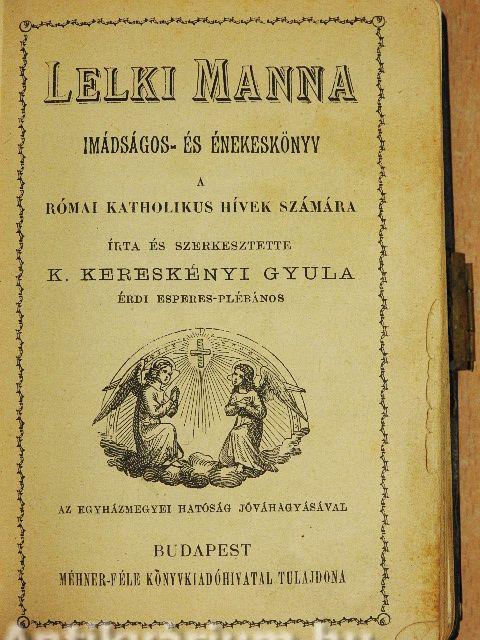 LELKI MANNA
IMÁDSÁGOS- ÉS ÉNEKESKÖNYV
A
RÓMAI KATHOLIKUS HÍVEK SZÁMÁRA
ÍRTA ÉS SZERKESZTETTE
K. KERESKÉNYI GYULA
ÉRDI ESPERES-PLÉBÁNOS
AZ EGYHÁZMEGYEI HATÓSÁG JÓVÁHAGYÁSÁVAL
BUDAPEST
MÉHNER-FÉLE KÖNYVKIADÓHIVATAL TULAJDONA